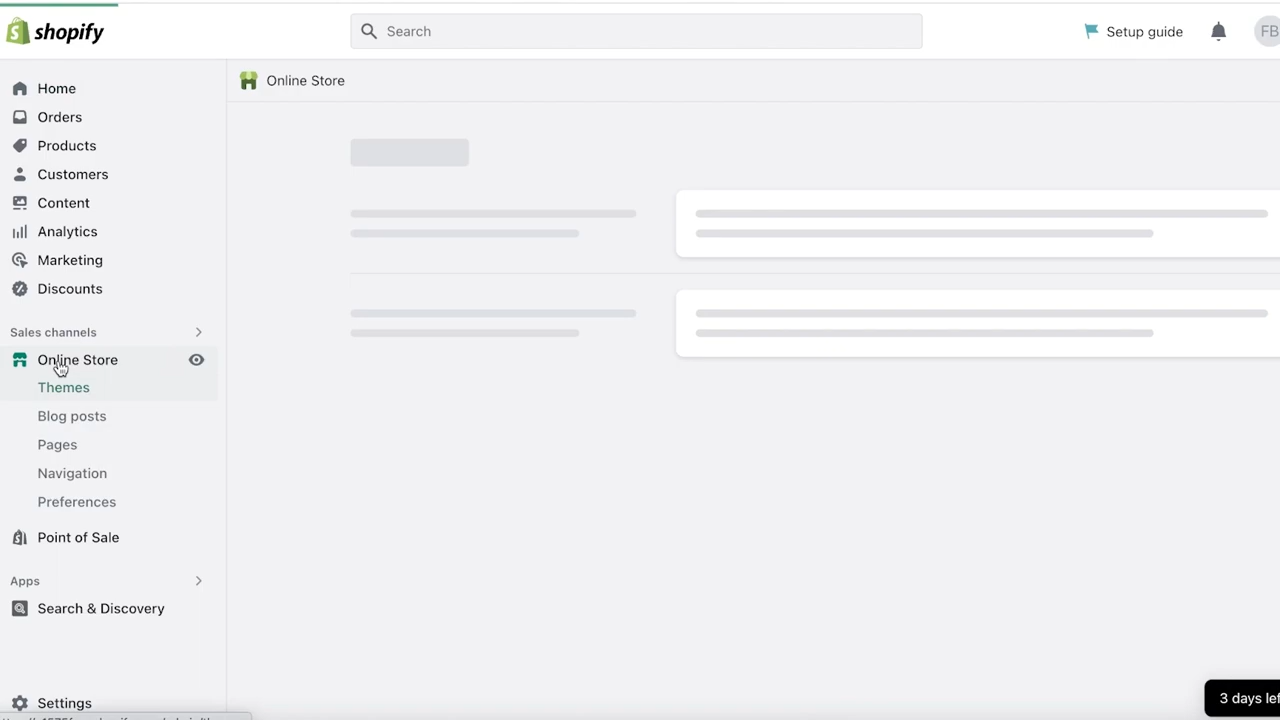 shopify
Search
Setup guide
FB
Home
Online Store
Orders
Products
Customers
Content
Analytics
Marketing
Discounts
Sales channels
Online Store
Themes
Blog posts
Pages
Navigation
Preferences
Point of Sale
Apps
Search & Discovery
Settings
3 days left